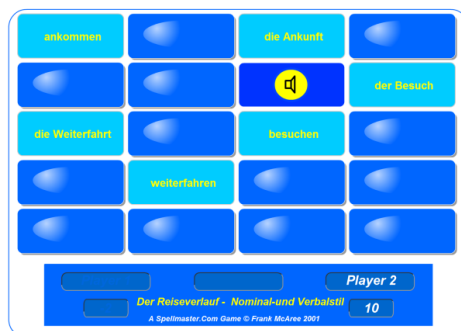 ankommen
die Ankunft
der Besuch
die Weiterfahrt
besuchen
weiterfahren
Player 2
Der Reiseverlauf - Nominal-und Verbalstil
10
A Spellmaster.Com Game © Frank McAree 2001